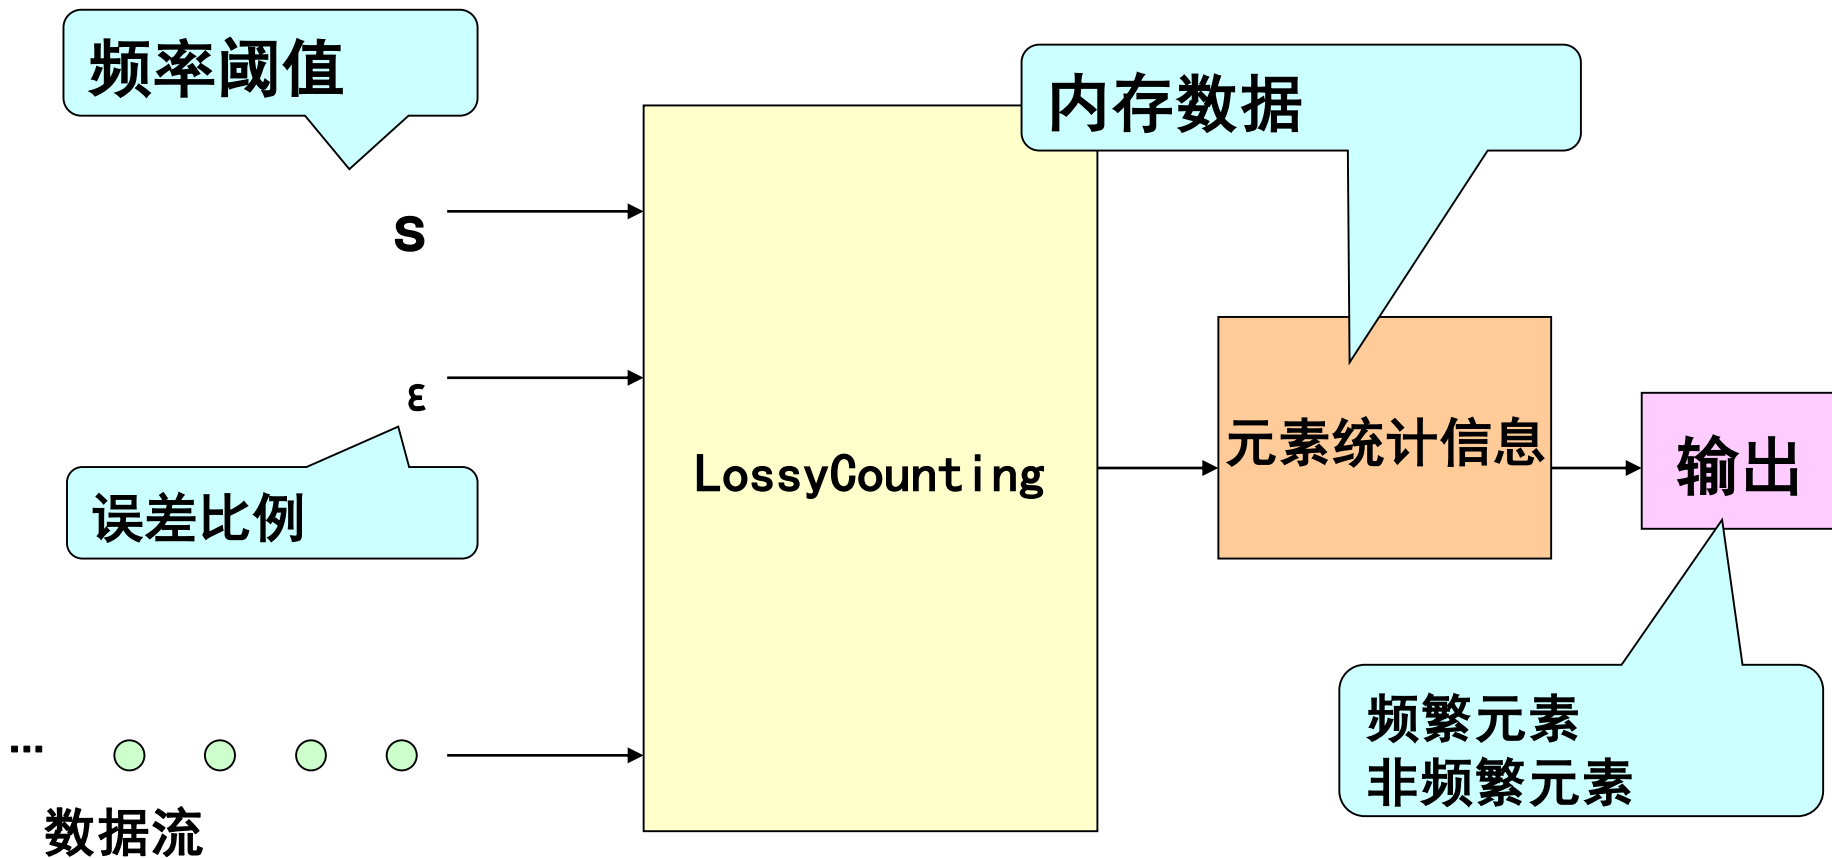 频率阈值
内存数据
s
ε
误差比例
LossyCounting
元素统计信息
输出
频繁元素
非频繁元素
…
数据流